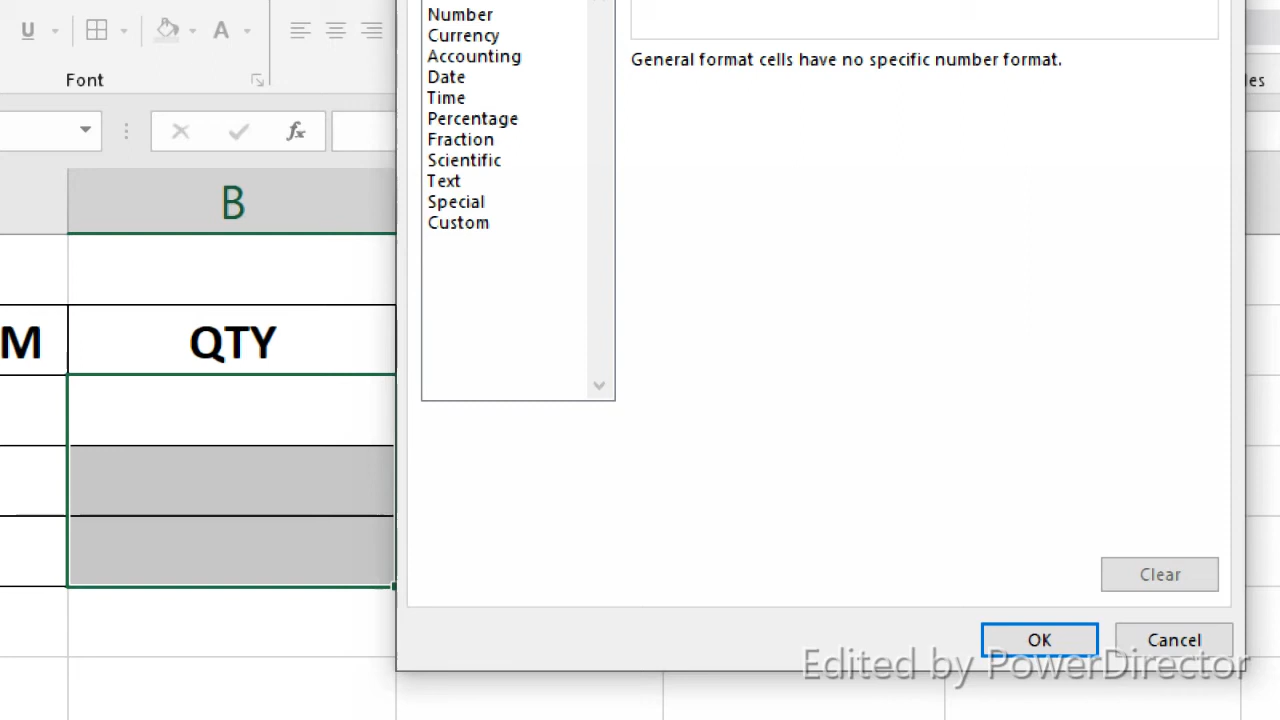 U
A
Font
les
fx
B
Number
Currency
Accounting
Date
Time
Percentage
Fraction
Scientific
Text
Special
Custom
General format cells have no specific number format.
M
QTY
Clear
OK
Cancel
Edited by PowerDirector